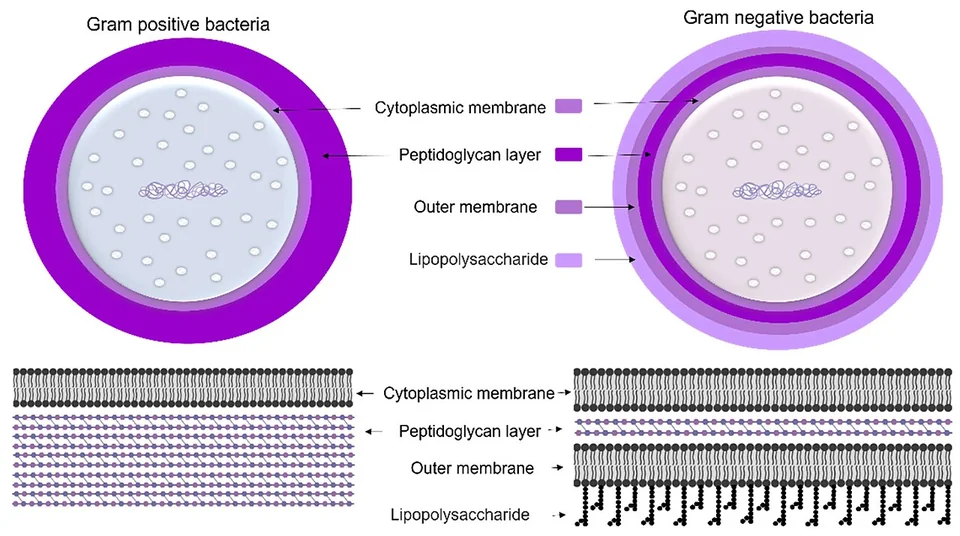 Gram positive bacteria
Gram negative bacteria
Cytoplasmic membrane
Peptidoglycan layer
Outer membrane
Lipopolysaccharide
Cytoplasmic membrane
Peptidoglycan layer
Outer membrane
Lipopolysaccharide